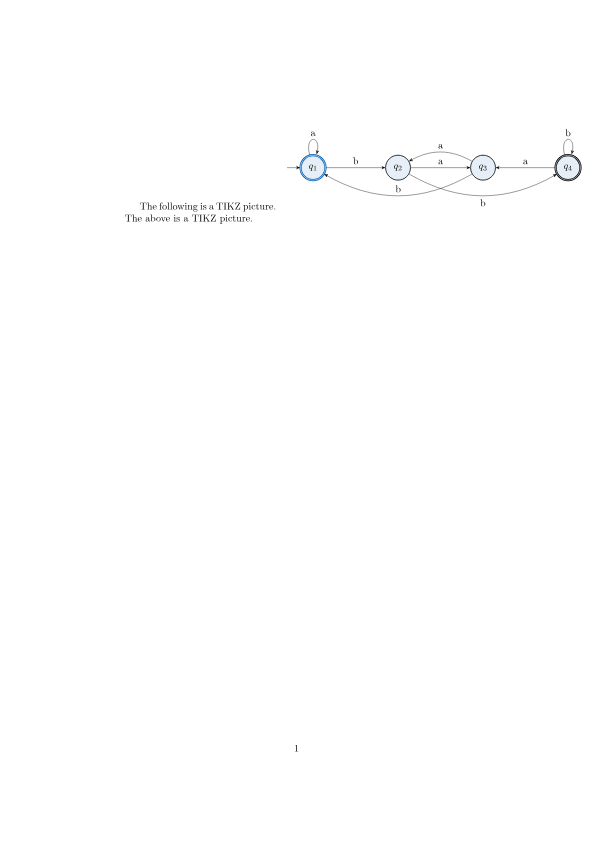 a
b
q1
b
q2
a
a
q3
a
q4
b
b
The following is a TIKZ picture.
The above is a TIKZ picture.
1